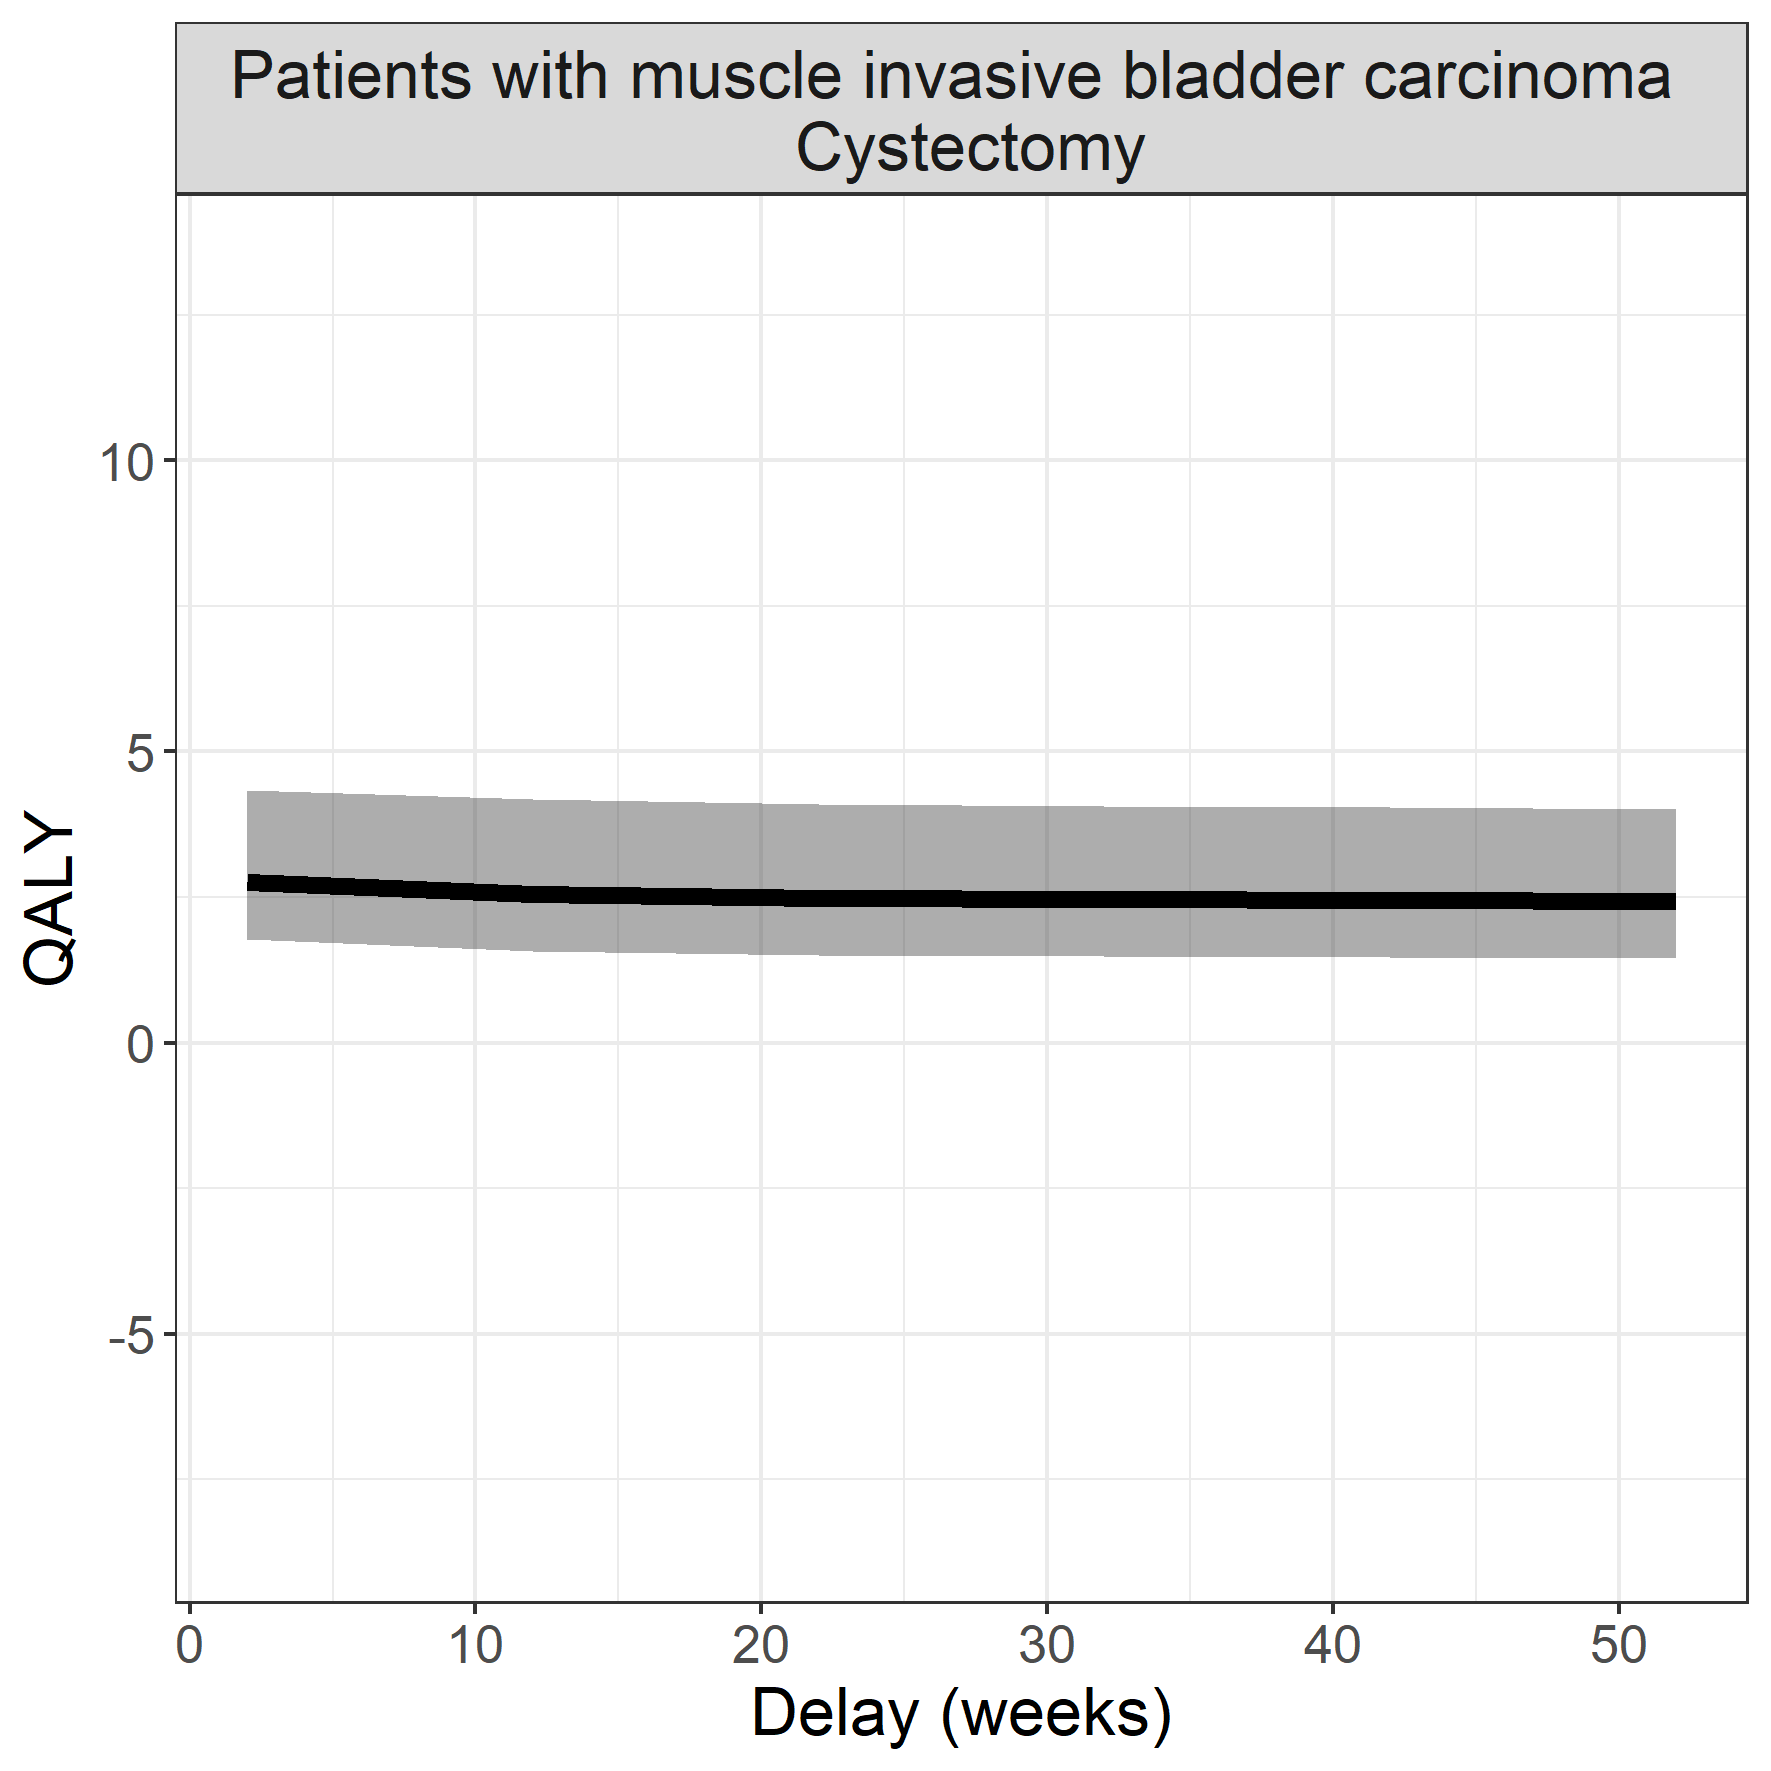 Patients with muscle invasive bladder carcinoma
Cystectomy
10
5
0
-5
QALY
0 10 20 30 40 50
Delay (weeks)